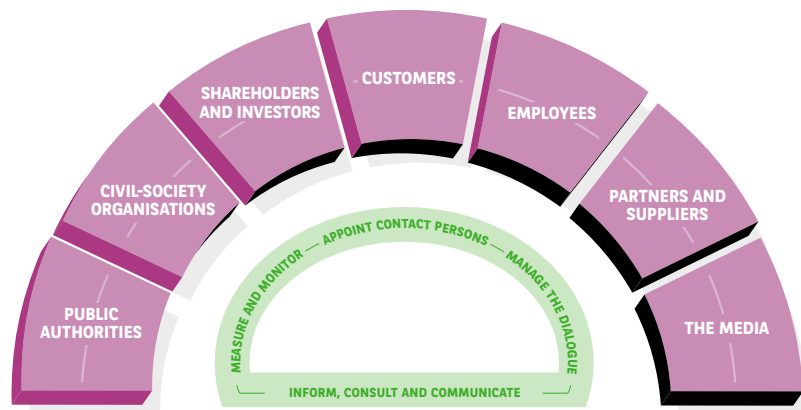 CUSTOMERS
SHAREHOLDERS
AND INVESTORS
EMPLOYEES
CIVIL-SOCIETY
ORGANISATIONS
PARTNERS AND
SUPPLIERS
PUBLIC
AUTHORITIES
THE MEDIA
MEASURE AND MONITOR — APPOINT CONTACT PERSONS — MANAGE THE DIALOGUE
INFORM, CONSULT AND COMMUNICATE